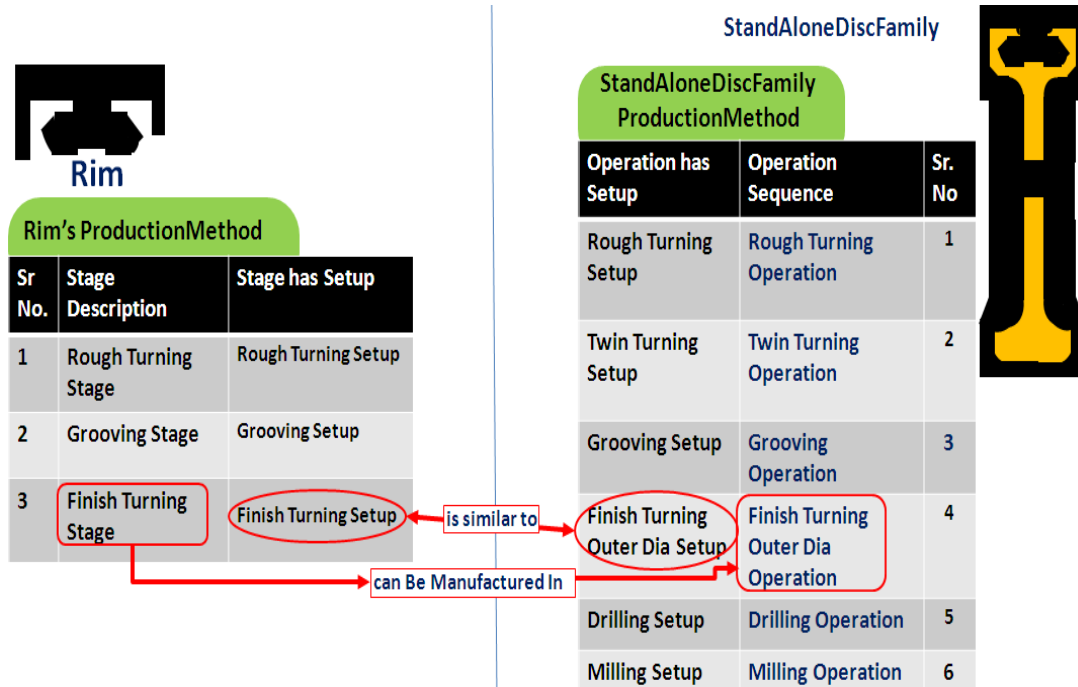 StandAloneDiscFamily
Rim
Rim's ProductionMethod
Sr
No.
Stage
Description
Stage has Setup
1
Rough Turning
Stage
Rough Turning Setup
2
Grooving Stage
Grooving Setup
3
Finish Turning
Stage
Finish Turning Setup
is similar to
can Be Manufactured In
StandAloneDiscFamily
ProductionMethod
Operation has
Setup
Operation
Sequence
Sr.
No
Rough Turning
Setup
Rough Turning
Operation
1
Twin Turning
Setup
Twin Turning
Operation
2
Grooving Setup
Grooving
Operation
3
Finish Turning
Outer Dia Setup
Finish Turning
Outer Dia
Operation
4
Drilling Setup
Drilling Operation
5
Milling Setup
Milling Operation
6